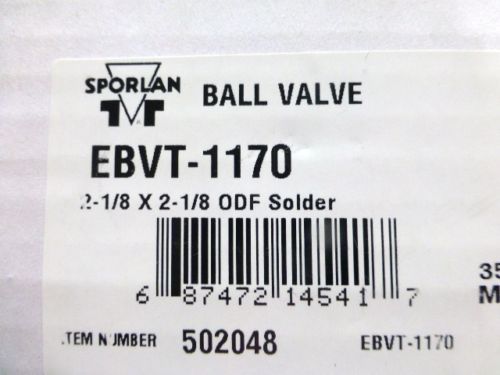 SPORLAN
BALL VALVE
EBVT-1170
2-1/8 X 2-1/8 ODF Solder
6 87472 14541 7
35
M
ITEM NUMBER 502048 EBVT-1170